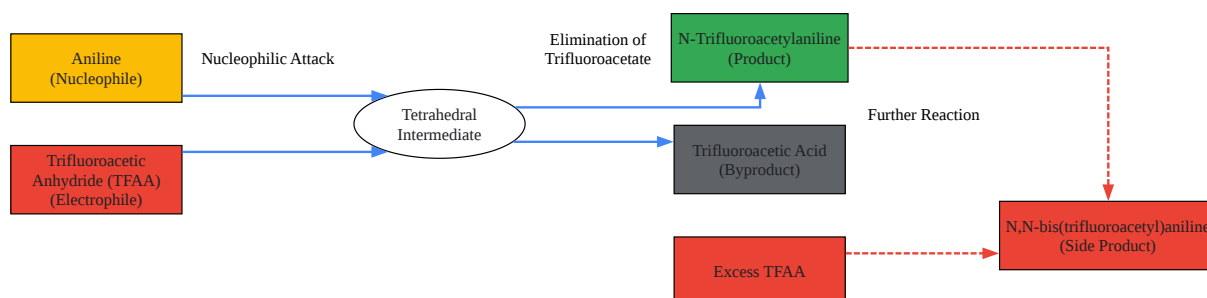 Aniline
(Nucleophile)
Nucleophilic Attack
Trifluoroacetic
Anhydride (TFAA)
(Electrophile)
Tetrahedral
Intermediate
Elimination of
Trifluoroacetate
N-Trifluoroacetylaniline
(Product)
Trifluoroacetic Acid
(Byproduct)
Further Reaction
Excess TFAA
N,N-bis(trifluoroacetyl)aniline
(Side Product)